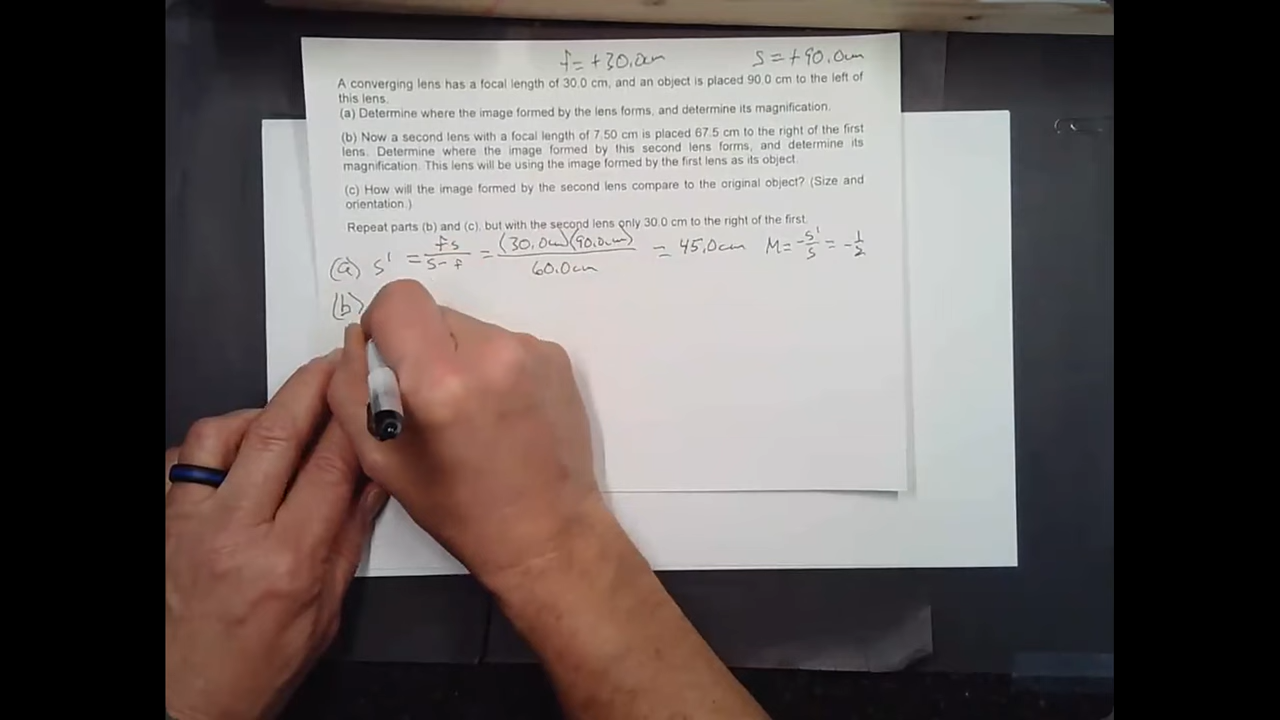 f = +30.0cm s = +90.0cm
A converging lens has a focal length of 30.0 cm, and an object is placed 90.0 cm to the left of
this lens.
(a) Determine where the image formed by the lens forms, and determine its magnification.
(b) Now a second lens with a focal length of 7.50 cm is placed 67.5 cm to the right of the first
lens. Determine where the image formed by this second lens forms, and determine its
magnification. This lens will be using the image formed by the first lens as its object.
(c) How will the image formed by the second lens compare to the original object? (Size and
orientation.)
Repeat parts (b) and (c), but with the second lens only 30.0 cm to the right of the first.
(a) s' = fs/s-f = (30.0cm)(90.0cm)/60.0cm = 45.0cm M = -s'/s = -1/2
(b)